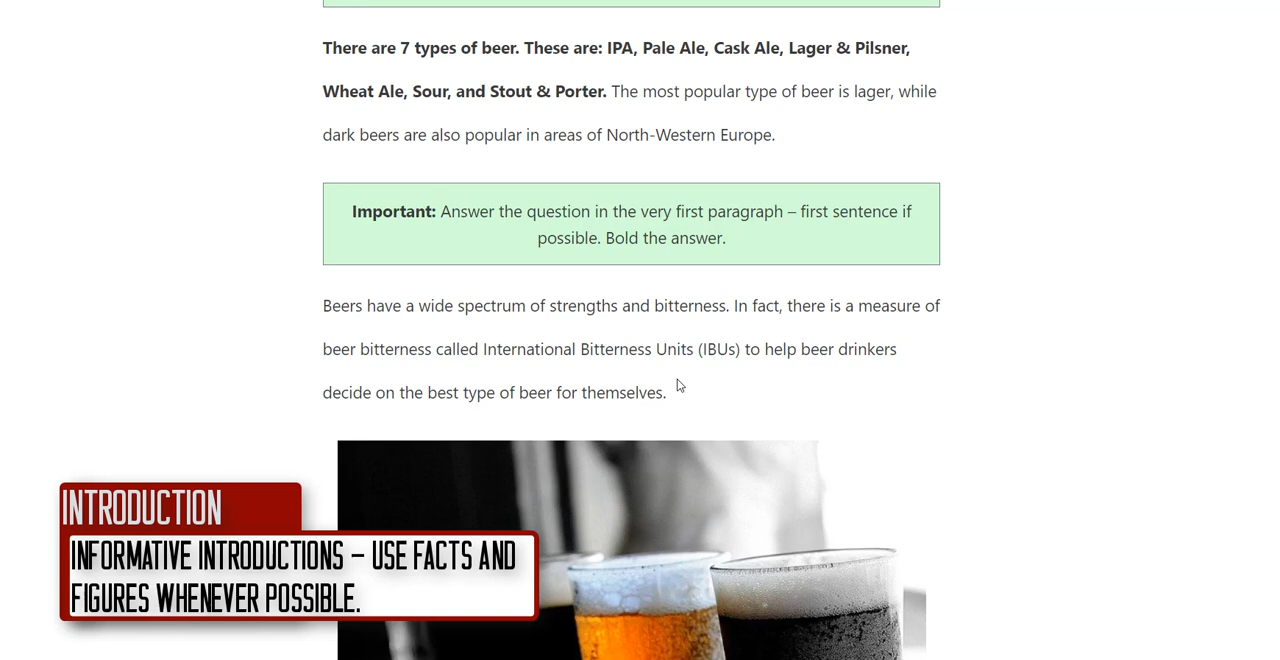 There are 7 types of beer. These are: IPA, Pale Ale, Cask Ale, Lager & Pilsner,
Wheat Ale, Sour, and Stout & Porter. The most popular type of beer is lager, while
dark beers are also popular in areas of North-Western Europe.
Important: Answer the question in the very first paragraph – first sentence if
possible. Bold the answer.
Beers have a wide spectrum of strengths and bitterness. In fact, there is a measure of
beer bitterness called International Bitterness Units (IBUs) to help beer drinkers
decide on the best type of beer for themselves.
INTRODUCTION
INFORMATIVE INTRODUCTIONS – USE FACTS AND
FIGURES WHENEVER POSSIBLE.